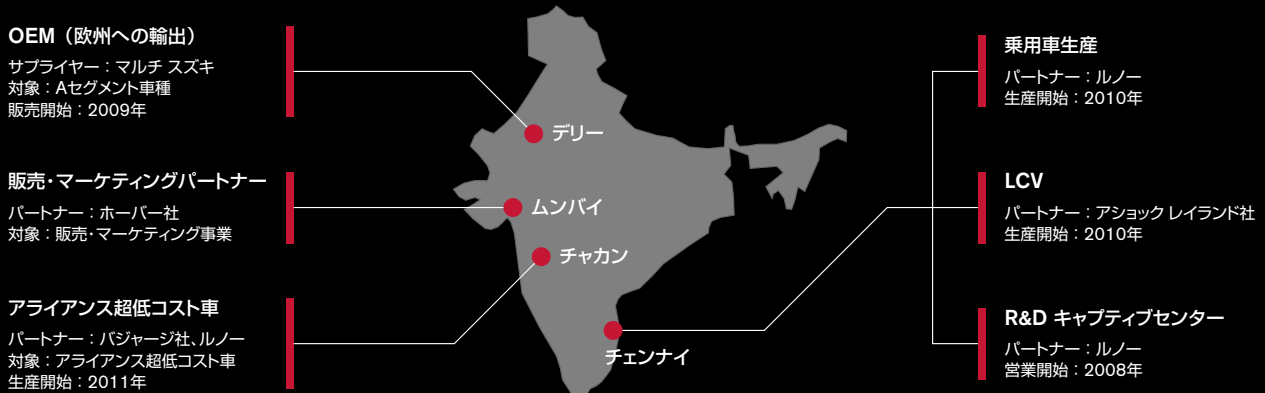 OEM（欧州への輸出）
サプライヤー：マルチ スズキ
対象：Aセグメント車種
販売開始：2009年
販売・マーケティングパートナー
パートナー：ホーバー社
対象：販売・マーケティング事業
アライアンス超低コスト車
パートナー：バジャージ社、ルノー
対象：アライアンス超低コスト車
生産開始：2011年
デリー
ムンバイ
チャカン
チェンナイ
乗用車生産
パートナー：ルノー
生産開始：2010年
LCV
パートナー：アショック レイランド社
生産開始：2010年
R&D キャプティブセンター
パートナー：ルノー
営業開始：2008年